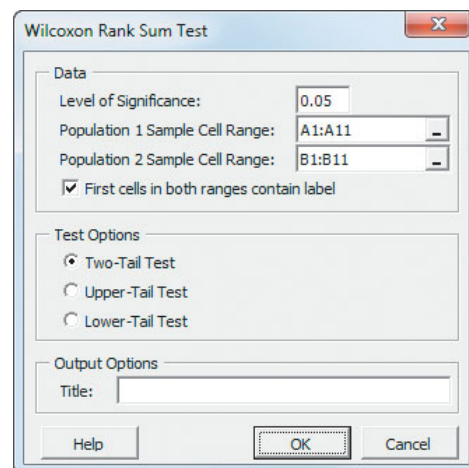 Wilcoxon Rank Sum Test
Data
Level of Significance: 0.05
Population 1 Sample Cell Range: A1:A11
Population 2 Sample Cell Range: B1:B11
First cells in both ranges contain label
Test Options
Two-Tail Test
Upper-Tail Test
Lower-Tail Test
Output Options
Title:
Help OK Cancel